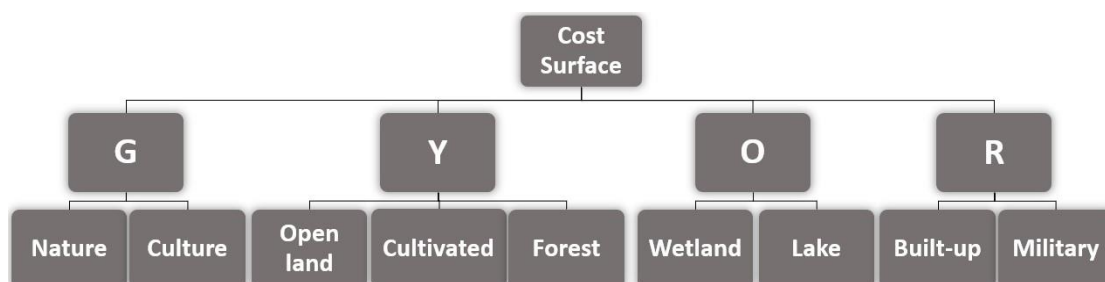 Cost
Surface
G
Y
O
R
Nature
Culture
Open
land
Cultivated
Forest
Wetland
Lake
Built-up
Military